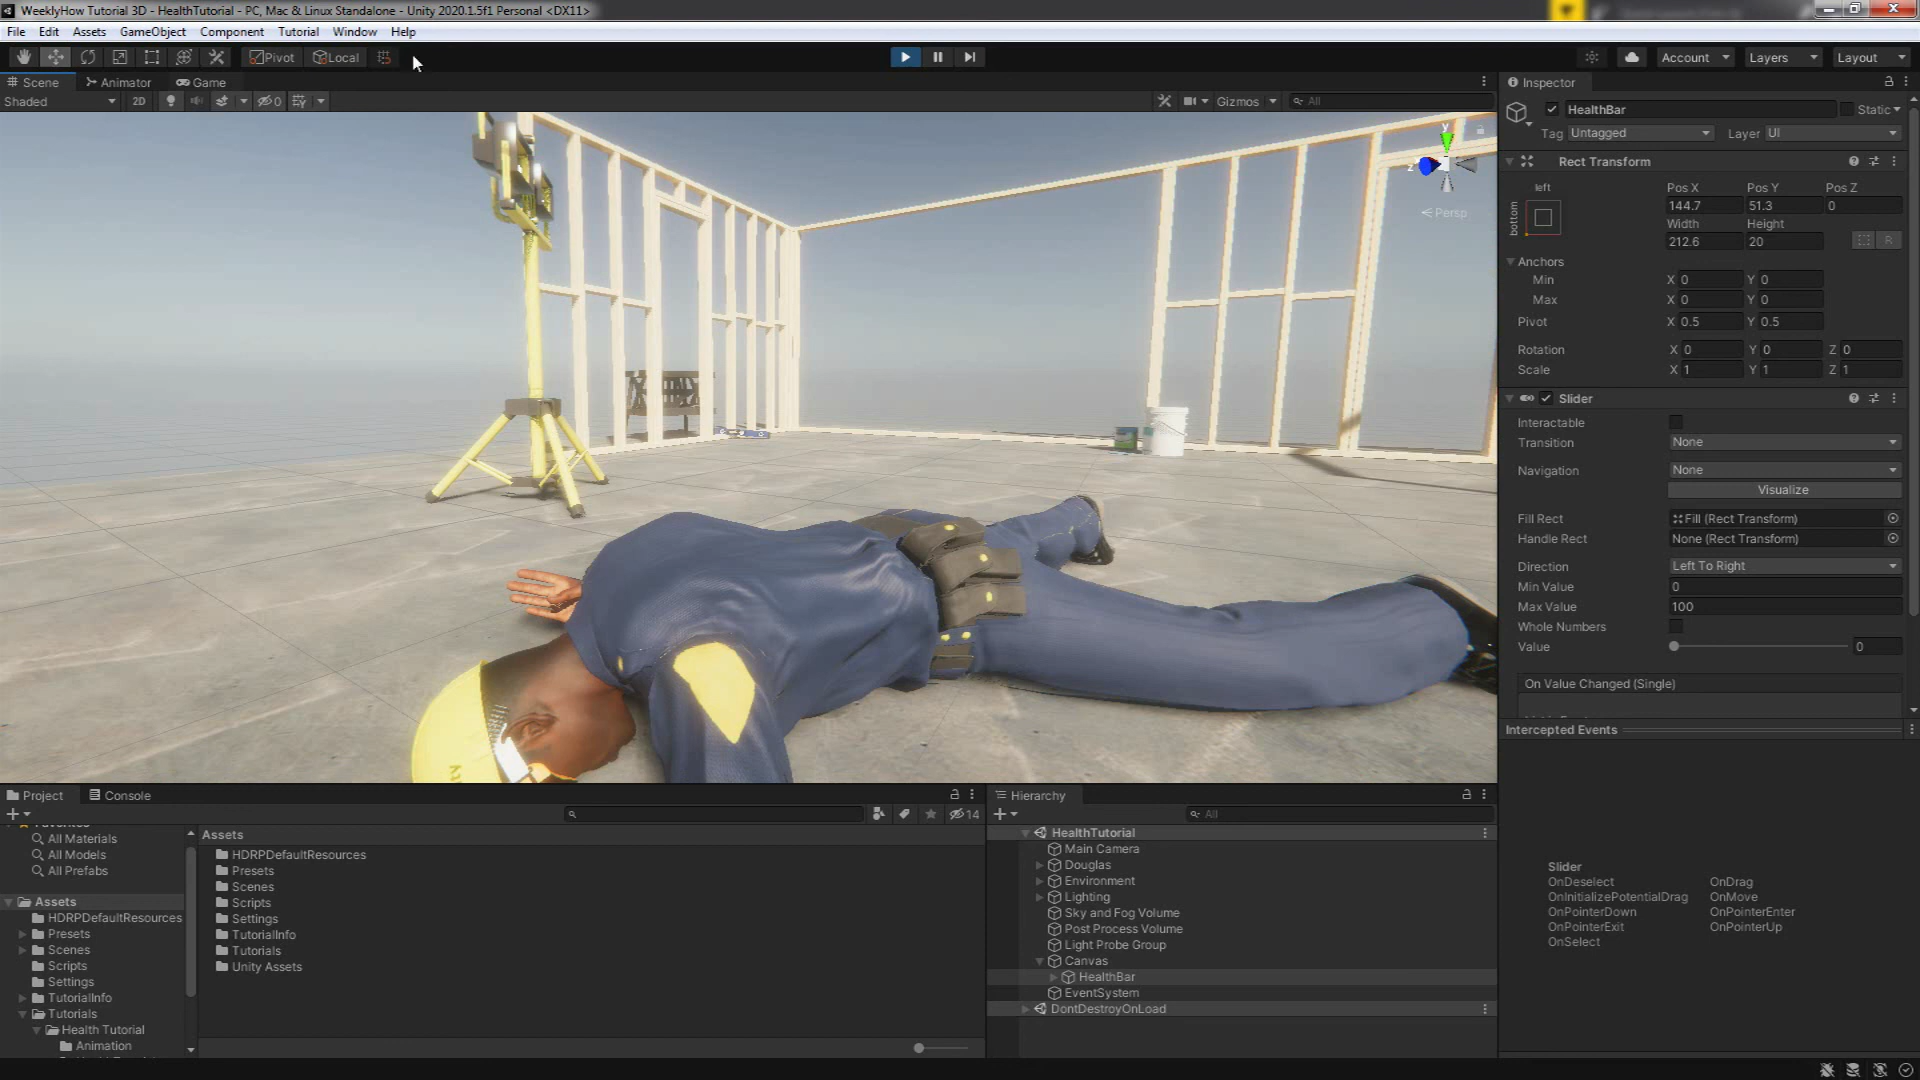 WeeklyHow Tutorial 3D - HealthTutorial - PC, Mac & Linux Standalone - Unity 2020.1.5f1 Personal <DX11>
File Edit Assets GameObject Component Tutorial Window Help
Pivot Local Account Layers Layout
Scene Animator Game
Shaded 2D 0 Gizmos All
y
z
Persp
Inspector
HealthBar Static
Tag Untagged Layer UI
Rect Transform
left
bottom
Pos X Pos Y Pos Z
144.7 51.3 0
Width Height
212.6 20 R
Anchors
Min X 0 Y 0
Max X 0 Y 0
Pivot X 0.5 Y 0.5
Rotation X 0 Y 0 Z 0
Scale X 1 Y 1 Z 1
Slider
Interactable
Transition None
Navigation None
Visualize
Fill Rect Fill (Rect Transform)
Handle Rect None (Rect Transform)
Direction Left To Right
Min Value 0
Max Value 100
Whole Numbers
Value 0
On Value Changed (Single)
Intercepted Events
Slider
OnDeselect OnDrag
OnInitializePotentialDrag OnMove
OnPointerDown OnPointerEnter
OnPointerExit OnPointerUp
OnSelect
Project Console
14
Favorites
All Materials
All Models
All Prefabs
Assets
HDRPDefaultResources
Presets
Scenes
Scripts
Settings
TutorialInfo
Tutorials
Health Tutorial
Animation
Assets
HDRPDefaultResources
Presets
Scenes
Scripts
Settings
TutorialInfo
Tutorials
Unity Assets
Hierarchy
All
HealthTutorial
Main Camera
Douglas
Environment
Lighting
Sky and Fog Volume
Post Process Volume
Light Probe Group
Canvas
HealthBar
EventSystem
DontDestroyOnLoad